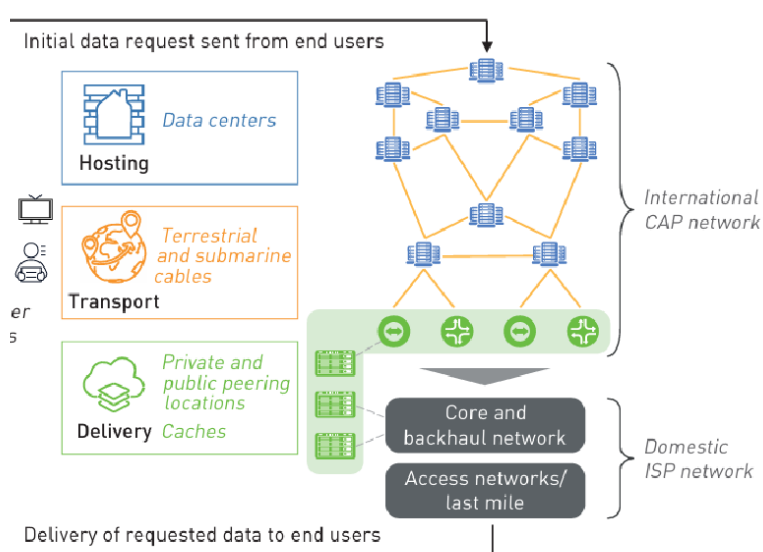 Initial data request sent from end users
Data centers
Hosting
Terrestrial
and submarine
cables
Transport
Private and
public peering
locations
Delivery Caches
er
s
International
CAP network
Core and
backhaul network
Access networks/
last mile
Domestic
ISP network
Delivery of requested data to end users